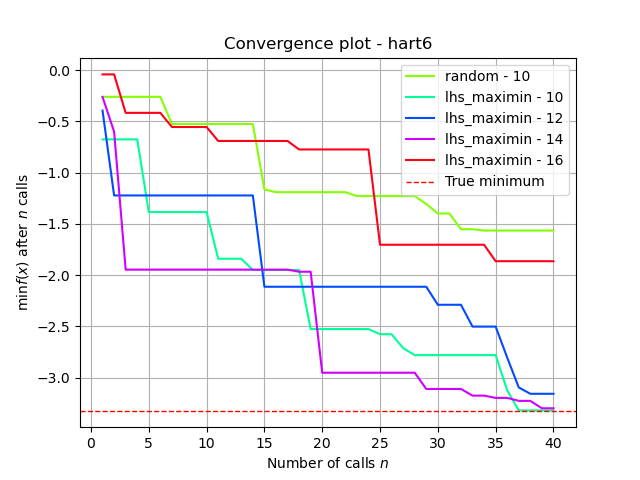 Convergence plot - hart6
random - 10
lhs_maximin - 10
lhs_maximin - 12
lhs_maximin - 14
lhs_maximin - 16
True minimum
min f(x) after n calls
0.0
−0.5
−1.0
−1.5
−2.0
−2.5
−3.0
0 5 10 15 20 25 30 35 40
Number of calls n